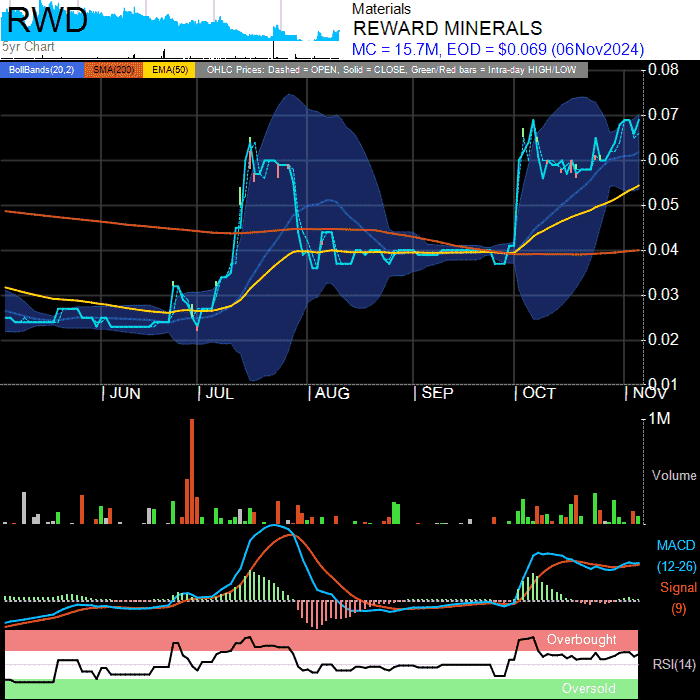 RWD
5yr Chart
Materials
REWARD MINERALS
MC = 15.7M, EOD = $0.069 (06Nov2024)
BollBands(20,2) SMA(200) EMA(50) OHLC Prices: Dashed = OPEN, Solid = CLOSE, Green/Red bars = Intra-day HIGH/LOW
0.08
0.07
0.06
0.05
0.04
0.03
0.02
0.01
JUN JUL AUG SEP OCT NOV
1M
Volume
MACD
(12-26)
Signal
(9)
Overbought
RSI(14)
Oversold